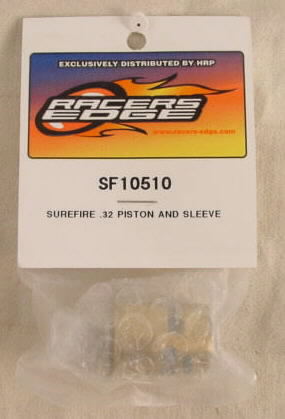 EXCLUSIVELY DISTRIBUTED BY HRP
RACERS
EDGE
www.racers-edge.com
SF10510
SUREFIRE .32 PISTON AND SLEEVE